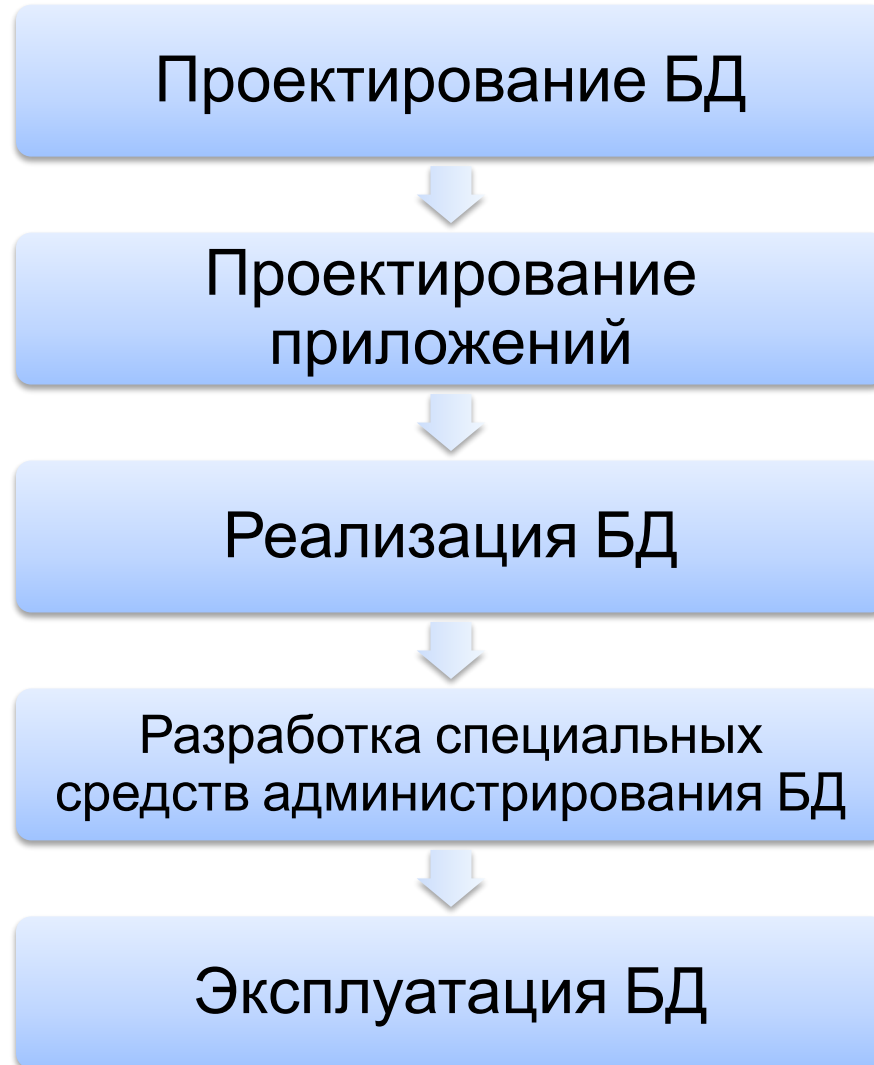 Проектирование БД
Проектирование
приложений
Реализация БД
Разработка специальных
средств администрирования БД
Эксплуатация БД